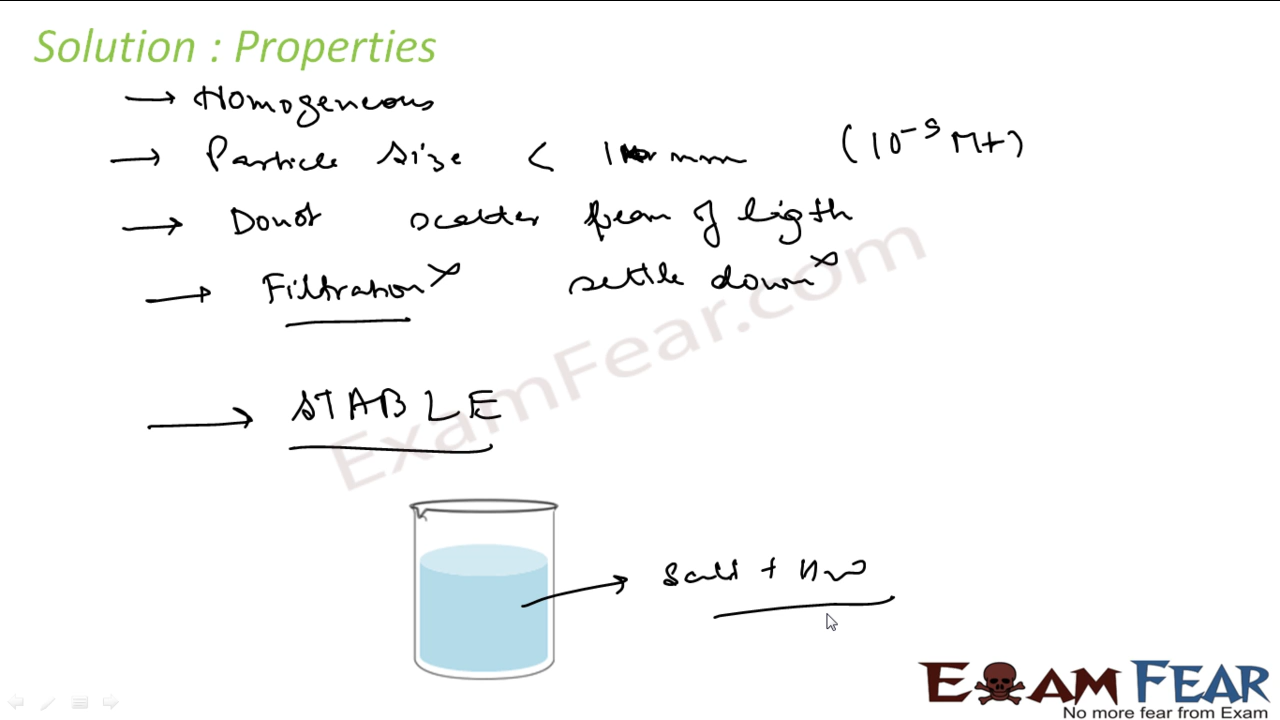 Solution : Properties
→ Homogeneous
→ Particle size < 1 nm (10⁻⁹ Mt)
→ Donot scatter beam of ligth
→ Filtration x settle down x
→ STABLE
ExamFear.com
Salt + H₂O
EXAM FEAR
No more fear from Exam